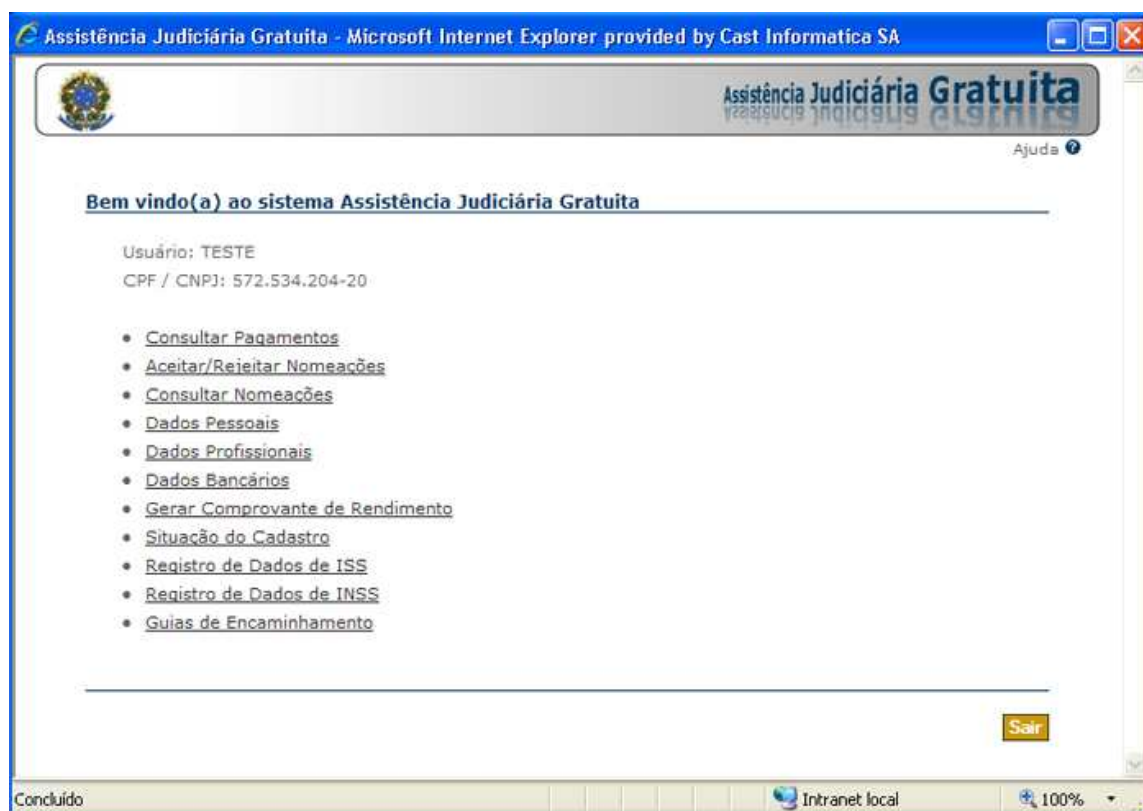 Assistência Judiciária Gratuita - Microsoft Internet Explorer provided by Cast Informatica SA
Assistência Judiciária Gratuita
Ajuda ?
Bem vindo(a) ao sistema Assistência Judiciária Gratuita
Usuário: TESTE
CPF / CNPJ: 572.534.204-20
Consultar Pagamentos
Aceitar/Rejeitar Nomeações
Consultar Nomeações
Dados Pessoais
Dados Profissionais
Dados Bancários
Gerar Comprovante de Rendimento
Situação do Cadastro
Registro de Dados de ISS
Registro de Dados de INSS
Guias de Encaminhamento
Sair
Concluído
Intranet local
100%